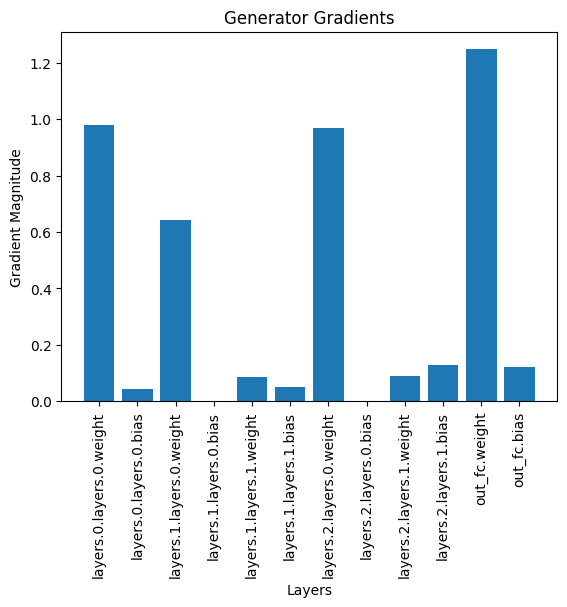 Generator Gradients
Gradient Magnitude
1.2
1.0
0.8
0.6
0.4
0.2
0.0
layers.0.layers.0.weight
layers.0.layers.0.bias
layers.1.layers.0.weight
layers.1.layers.0.bias
layers.1.layers.1.weight
layers.1.layers.1.bias
layers.2.layers.0.weight
layers.2.layers.0.bias
layers.2.layers.1.weight
layers.2.layers.1.bias
out_fc.weight
out_fc.bias
Layers